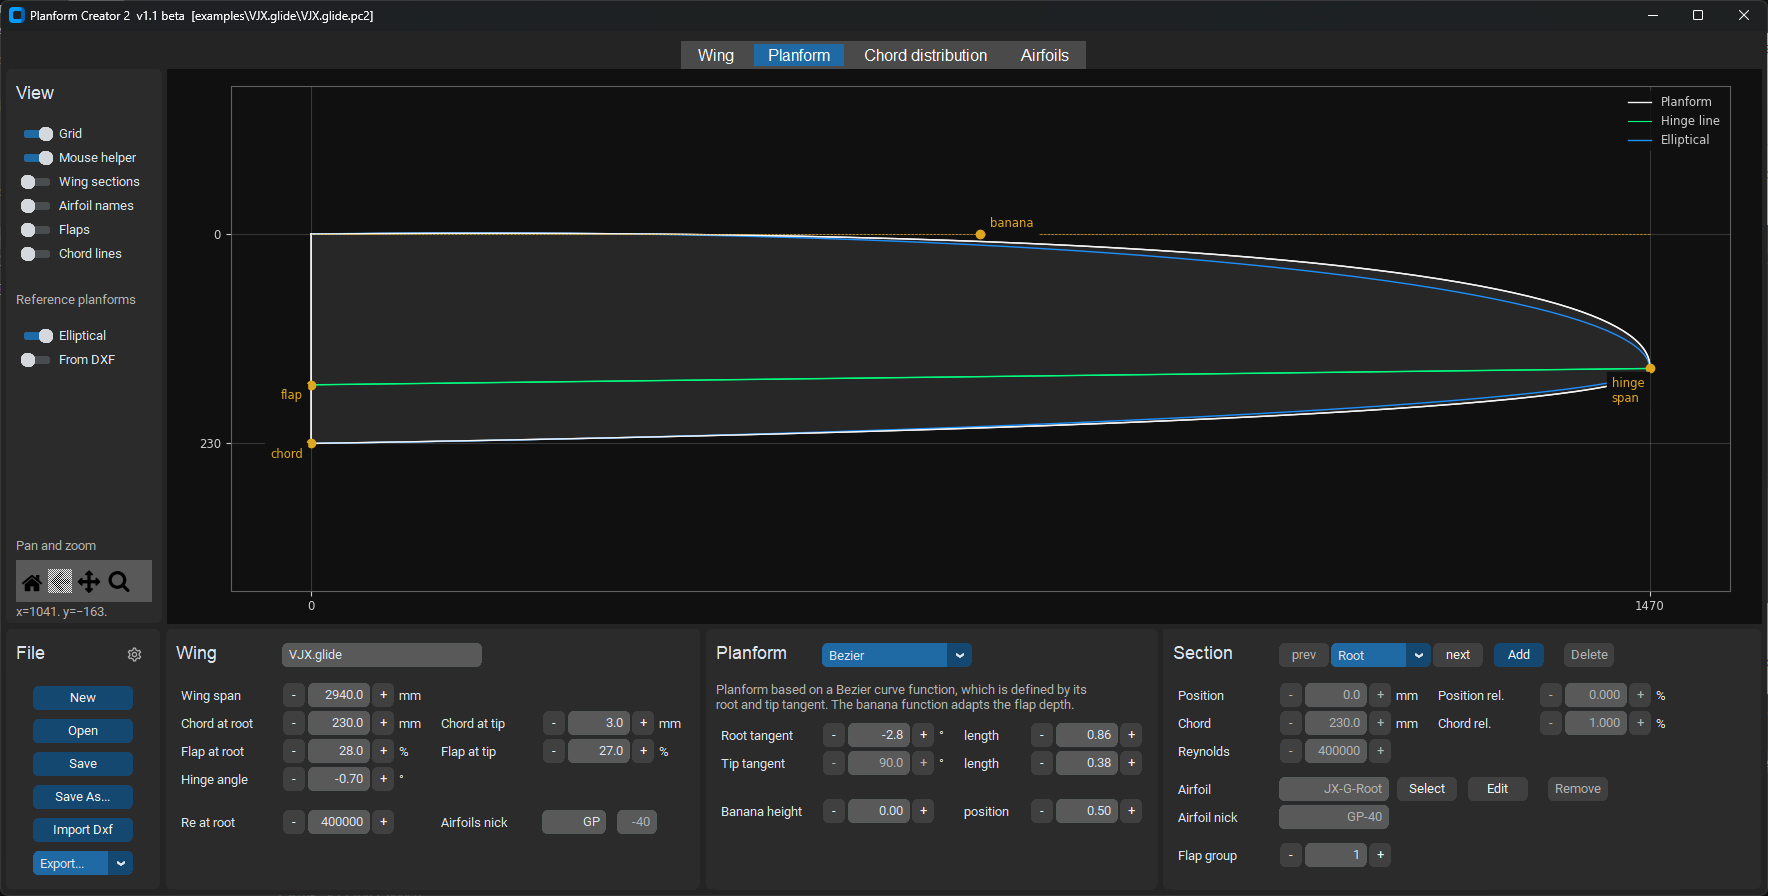 Planform Creator 2 v1.1 beta [examples\VJX.glide\VJX.glide.pc2]
Wing Planform Chord distribution Airfoils
View
Grid
Mouse helper
Wing sections
Airfoil names
Flaps
Chord lines
Reference planforms
Elliptical
From DXF
Pan and zoom
x=1041. y=−163.
Planform
Hinge line
Elliptical
banana
0
flap
hinge
span
230
chord
0 1470
File
New
Open
Save
Save As...
Import Dxf
Export...
Wing VJX.glide
Wing span - 2940.0 + mm
Chord at root - 230.0 + mm Chord at tip - 3.0 + mm
Flap at root - 28.0 + % Flap at tip - 27.0 + %
Hinge angle - -0.70 + °
Re at root - 400000 + Airfoils nick GP -40
Planform Bezier
Planform based on a Bezier curve function, which is defined by its
root and tip tangent. The banana function adapts the flap depth.
Root tangent - -2.8 + ° length - 0.86 +
Tip tangent - 90.0 + ° length - 0.38 +
Banana height - 0.00 + position - 0.50 +
Section prev Root next Add Delete
Position - 0.0 + mm Position rel. - 0.000 + %
Chord - 230.0 + mm Chord rel. - 1.000 + %
Reynolds - 400000 +
Airfoil JX-G-Root Select Edit Remove
Airfoil nick GP-40
Flap group - 1 +